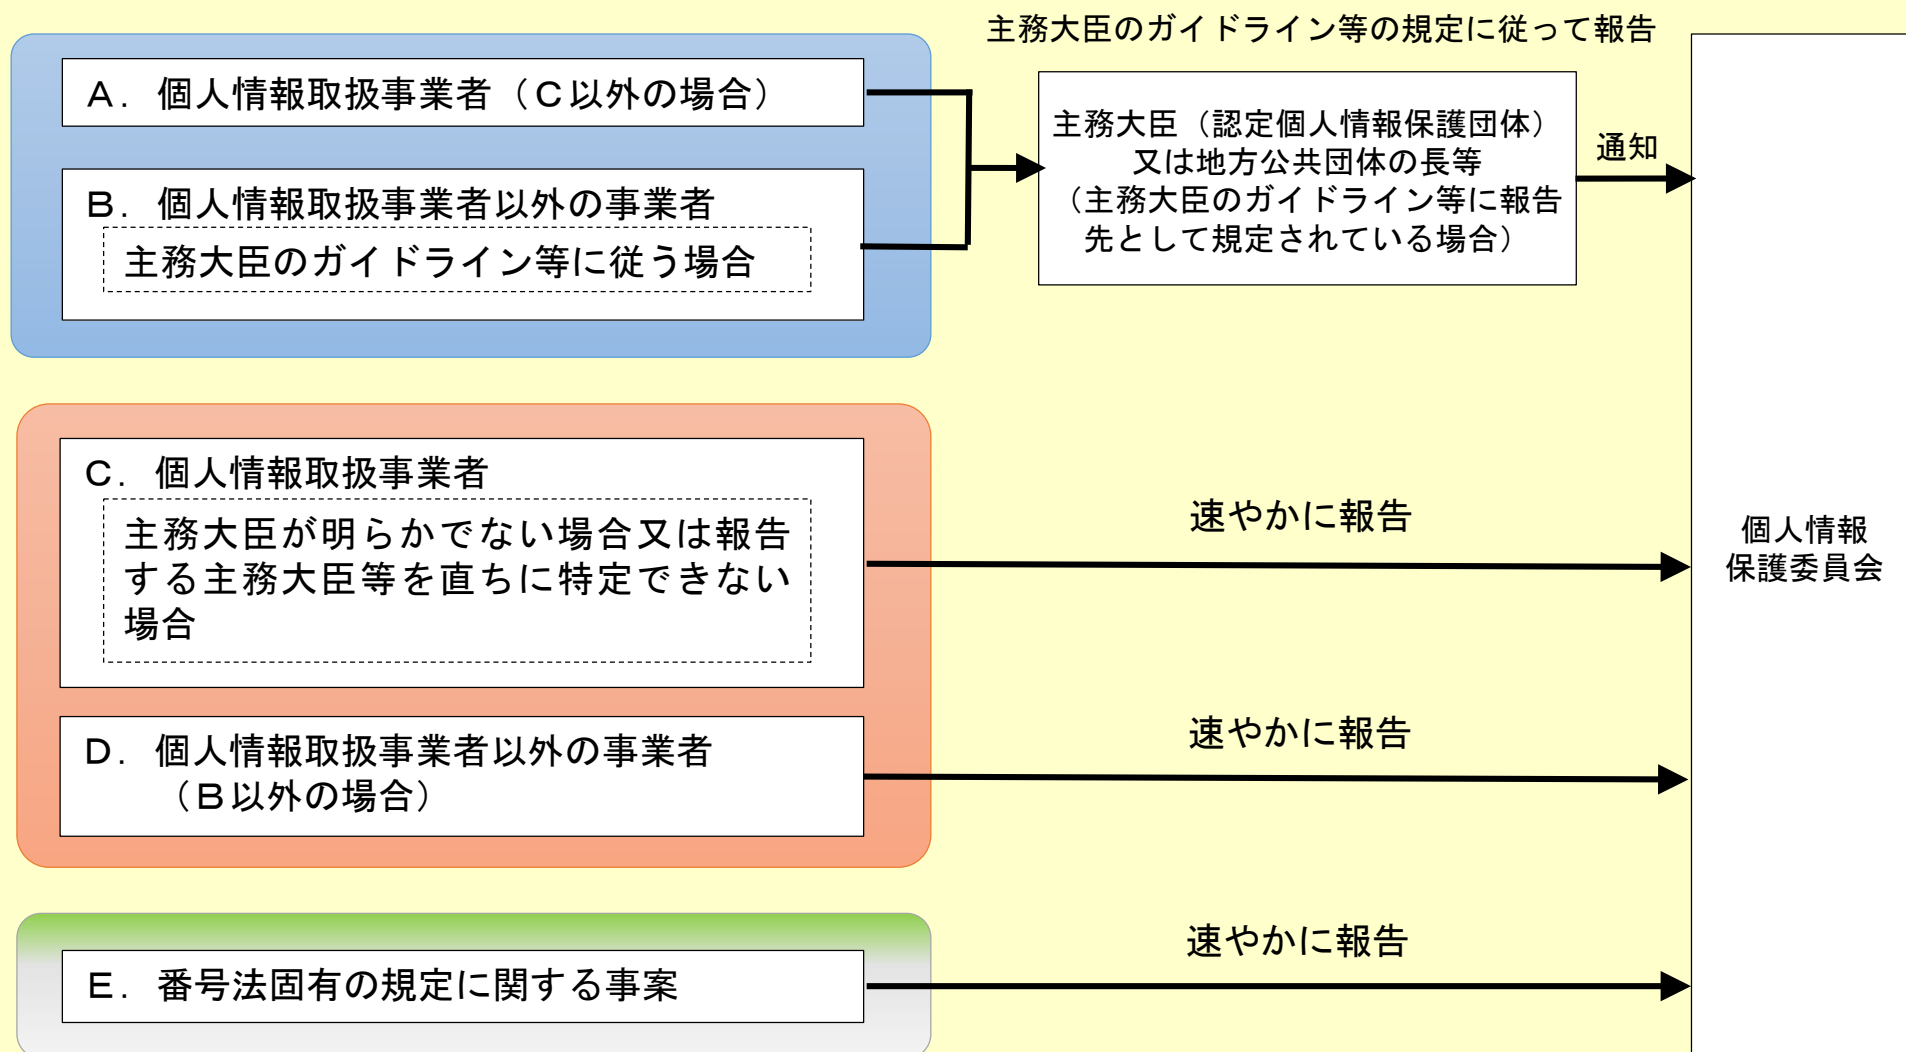 主務大臣のガイドライン等の規定に従って報告
A．個人情報取扱事業者（C以外の場合）
B．個人情報取扱事業者以外の事業者
主務大臣のガイドライン等に従う場合
主務大臣（認定個人情報保護団体）
又は地方公共団体の長等
（主務大臣のガイドライン等に報告
先として規定されている場合）
通知
C．個人情報取扱事業者
主務大臣が明らかでない場合又は報告
する主務大臣等を直ちに特定できない
場合
速やかに報告
D．個人情報取扱事業者以外の事業者
（B以外の場合）
速やかに報告
E．番号法固有の規定に関する事案
速やかに報告
個人情報
保護委員会